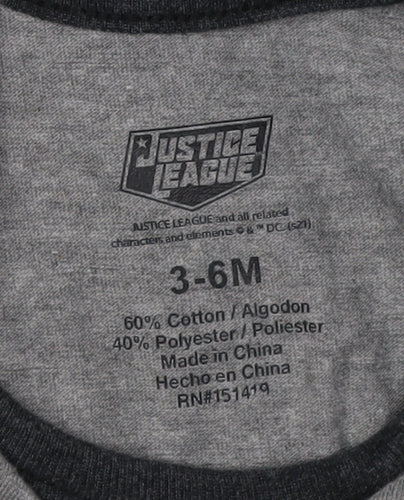 JUSTICE
LEAGUE
JUSTICE LEAGUE and all related
characters and elements © & ™ DC. (s21)
3-6M
60% Cotton / Algodon
40% Polyester / Poliester
Made in China
Hecho en China
RN#151419